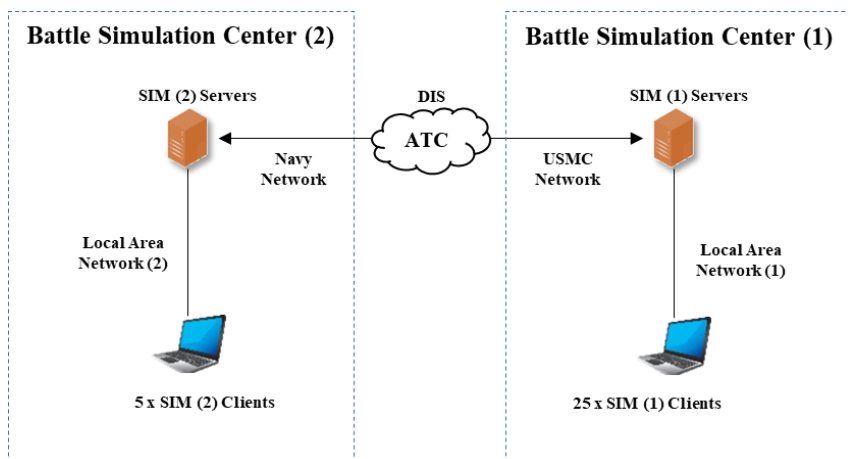 Battle Simulation Center (2)
Battle Simulation Center (1)
SIM (2) Servers
DIS
SIM (1) Servers
ATC
Navy
Network
USMC
Network
Local Area
Network (2)
Local Area
Network (1)
5 x SIM (2) Clients
25 x SIM (1) Clients